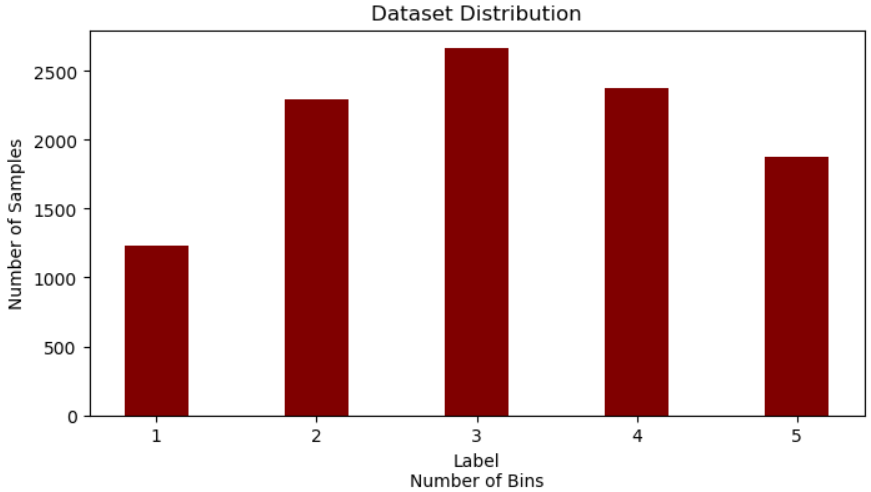 Dataset Distribution
Number of Samples
2500
2000
1500
1000
500
0
1 2 3 4 5
Label
Number of Bins